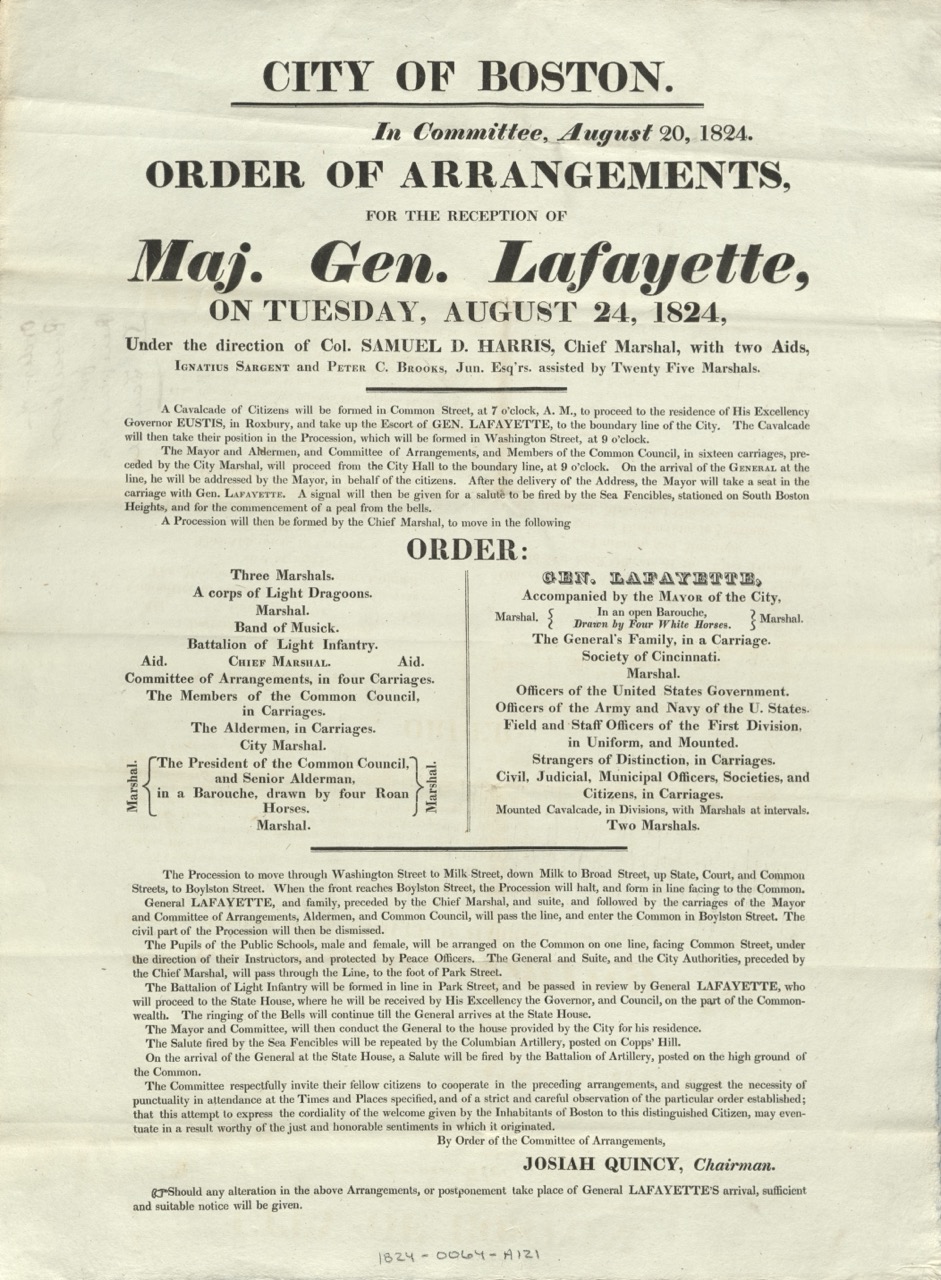 CITY OF BOSTON.
In Committee, August 20, 1824.
ORDER OF ARRANGEMENTS,
FOR THE RECEPTION OF
Maj. Gen. Lafayette,
ON TUESDAY, AUGUST 24, 1824,
Under the direction of Col. SAMUEL D. HARRIS, Chief Marshal, with two Aids,
IGNATIUS SARGENT and PETER C. BROOKS, Jun. Esq'rs. assisted by Twenty Five Marshals.
A Cavalcade of Citizens will be formed in Common Street, at 7 o'clock, A. M., to proceed to the residence of His Excellency
Governor EUSTIS, in Roxbury, and take up the Escort of GEN. LAFAYETTE, to the boundary line of the City. The Cavalcade
will then take their position in the Procession, which will be formed in Washington Street, at 9 o'clock.
The Mayor and Aldermen, and Committee of Arrangements, and Members of the Common Council, in sixteen carriages, pre-
ceded by the City Marshal, will proceed from the City Hall to the boundary line, at 9 o'clock. On the arrival of the GENERAL at the
line, he will be addressed by the Mayor, in behalf of the citizens. After the delivery of the Address, the Mayor will take a seat in the
carriage with Gen. LAFAYETTE. A signal will then be given for a salute to be fired by the Sea Fencibles, stationed on South Boston
Heights, and for the commencement of a peal from the bells.
A Procession will then be formed by the Chief Marshal, to move in the following
ORDER:
Three Marshals.
A corps of Light Dragoons.
Marshal.
Band of Musick.
Battalion of Light Infantry.
Aid. CHIEF MARSHAL. Aid.
Committee of Arrangements, in four Carriages.
The Members of the Common Council,
in Carriages.
The Aldermen, in Carriages.
City Marshal.
Marshal.
The President of the Common Council,
and Senior Alderman,
in a Barouche, drawn by four Roan
Horses.
Marshal.
Marshal.
GEN. LAFAYETTE,
Accompanied by the MAYOR of the City,
Marshal. { In an open Barouche, } Marshal.
Drawn by Four White Horses.
The General's Family, in a Carriage.
Society of Cincinnati.
Marshal.
Officers of the United States Government.
Officers of the Army and Navy of the U. States.
Field and Staff Officers of the First Division,
in Uniform, and Mounted.
Strangers of Distinction, in Carriages.
Civil, Judicial, Municipal Officers, Societies, and
Citizens, in Carriages.
Mounted Cavalcade, in Divisions, with Marshals at intervals.
Two Marshals.
The Procession to move through Washington Street to Milk Street, down Milk to Broad Street, up State, Court, and Common
Streets, to Boylston Street. When the front reaches Boylston Street, the Procession will halt, and form in line facing to the Common.
General LAFAYETTE, and family, preceded by the Chief Marshal, and suite, and followed by the carriages of the Mayor
and Committee of Arrangements, Aldermen, and Common Council, will pass the line, and enter the Common in Boylston Street. The
civil part of the Procession will then be dismissed.
The Pupils of the Public Schools, male and female, will be arranged on the Common on one line, facing Common Street, under
the direction of their Instructors, and protected by Peace Officers. The General and Suite, and the City Authorities, preceded by
the Chief Marshal, will pass through the Line, to the foot of Park Street.
The Battalion of Light Infantry will be formed in line in Park Street, and be passed in review by General LAFAYETTE, who
will proceed to the State House, where he will be received by His Excellency the Governor, and Council, on the part of the Common-
wealth. The ringing of the Bells will continue till the General arrives at the State House.
The Mayor and Committee, will then conduct the General to the house provided by the City for his residence.
The Salute fired by the Sea Fencibles will be repeated by the Columbian Artillery, posted on Copps' Hill.
On the arrival of the General at the State House, a Salute will be fired by the Battalion of Artillery, posted on the high ground of
the Common.
The Committee respectfully invite their fellow citizens to cooperate in the preceding arrangements, and suggest the necessity of
punctuality in attendance at the Times and Places specified, and of a strict and careful observation of the particular order established;
that this attempt to express the cordiality of the welcome given by the Inhabitants of Boston to this distinguished Citizen, may even-
tuate in a result worthy of the just and honorable sentiments in which it originated.
By Order of the Committee of Arrangements,
JOSIAH QUINCY, Chairman.
☞Should any alteration in the above Arrangements, or postponement take place of General LAFAYETTE'S arrival, sufficient
and suitable notice will be given.
1824-0064-A121